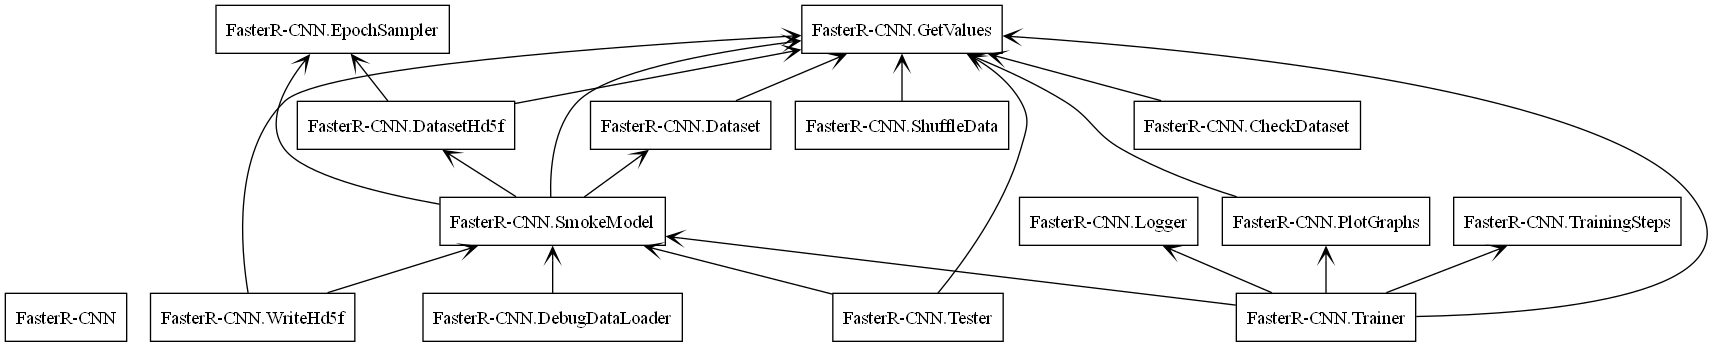 FasterR-CNN.EpochSampler
FasterR-CNN.GetValues
FasterR-CNN.DatasetHd5f
FasterR-CNN.Dataset
FasterR-CNN.ShuffleData
FasterR-CNN.CheckDataset
FasterR-CNN.SmokeModel
FasterR-CNN.Logger
FasterR-CNN.PlotGraphs
FasterR-CNN.TrainingSteps
FasterR-CNN
FasterR-CNN.WriteHd5f
FasterR-CNN.DebugDataLoader
FasterR-CNN.Tester
FasterR-CNN.Trainer